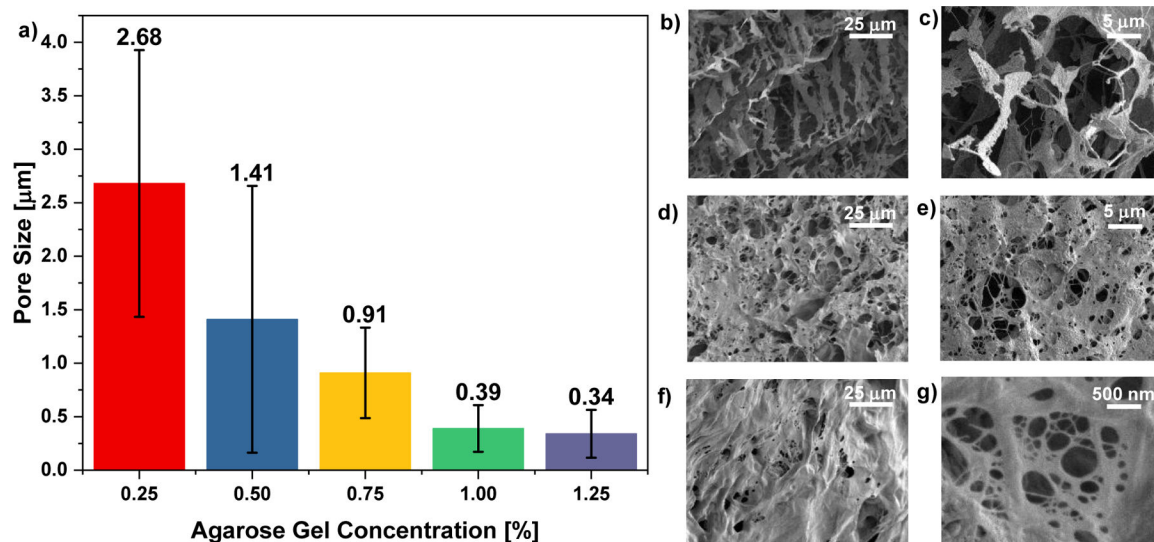 a)
Pore Size [μm]
4.0
3.5
3.0
2.5
2.0
1.5
1.0
0.5
0.0
2.68
1.41
0.91
0.39
0.34
0.25 0.50 0.75 1.00 1.25
Agarose Gel Concentration [%]
b) 25 μm
c) 5 μm
d) 25 μm
e) 5 μm
f) 25 μm
g) 500 nm